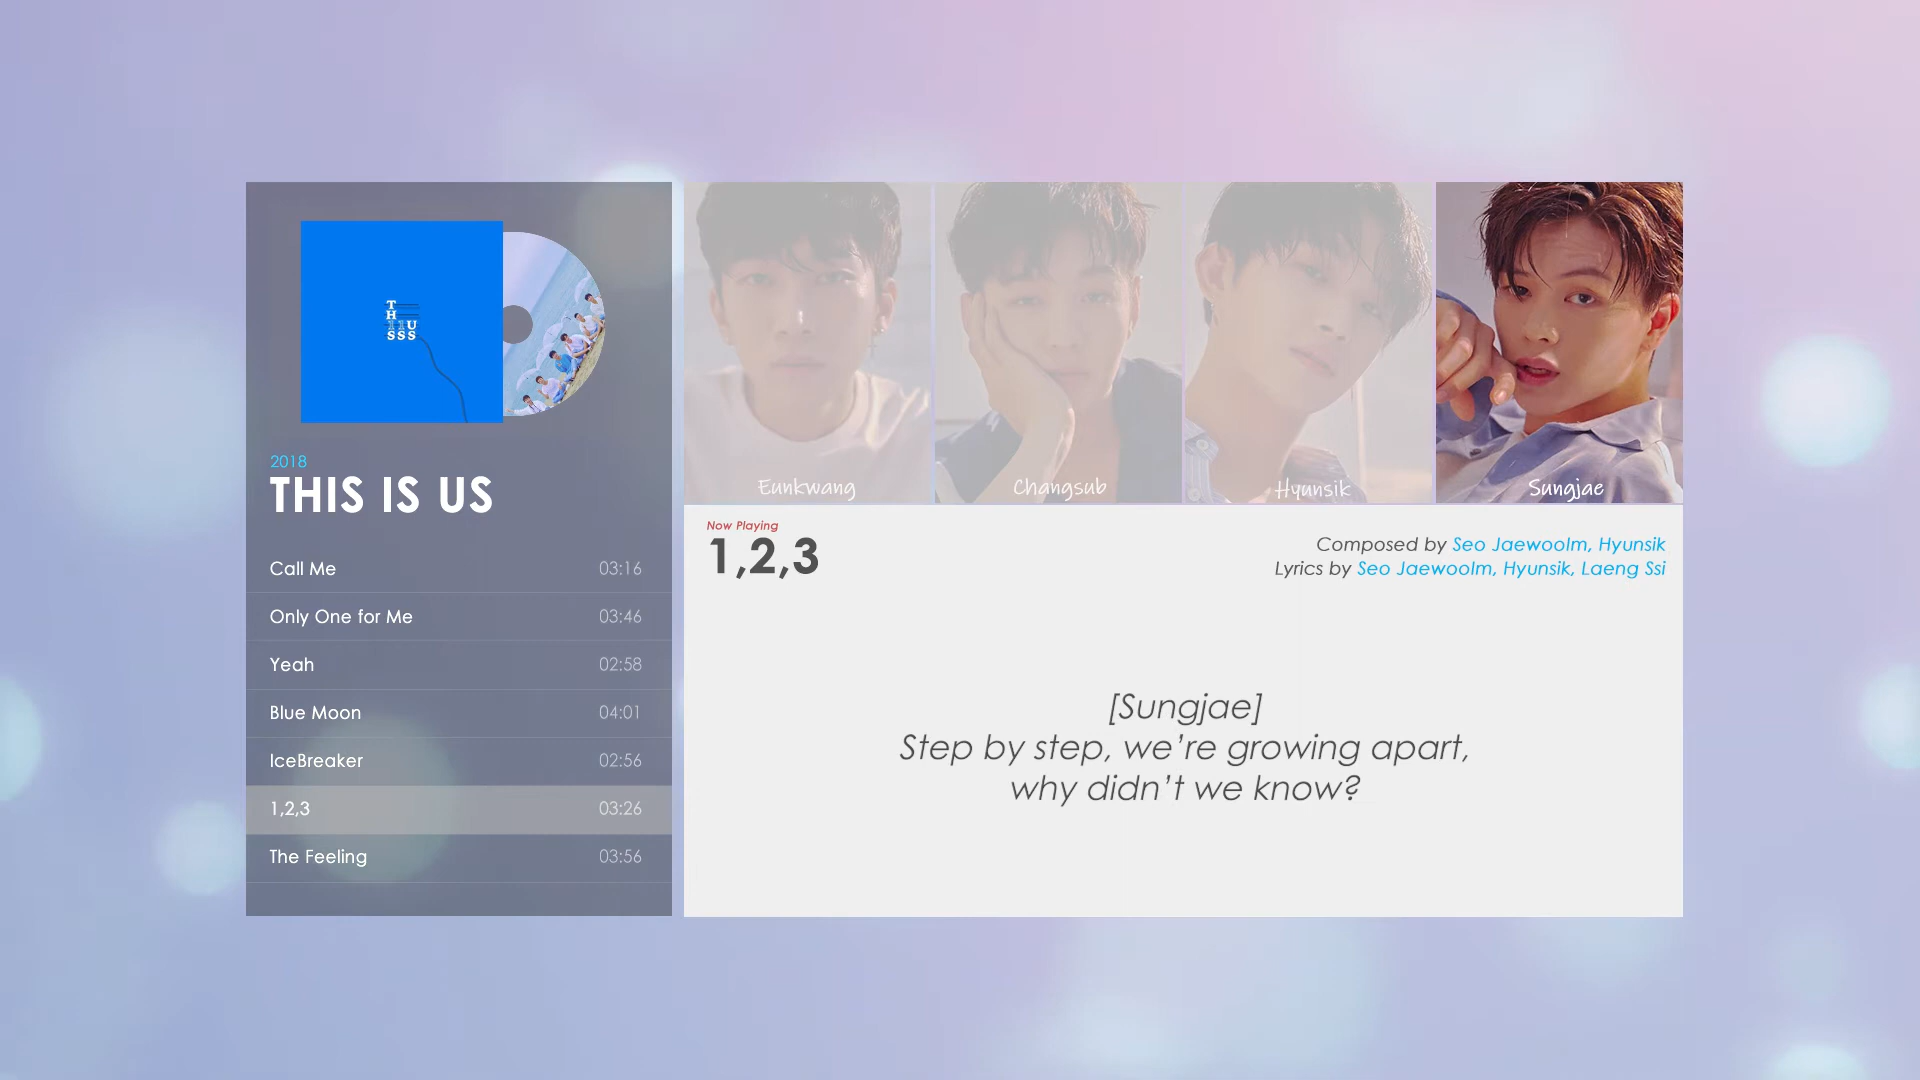 T
H
I I U
SSS
2018
THIS IS US
Call Me 03:16
Only One for Me 03:46
Yeah 02:58
Blue Moon 04:01
IceBreaker 02:56
1,2,3 03:26
The Feeling 03:56
Eunkwang Changsub Hyunsik Sungjae
Now Playing
1,2,3
Composed by Seo Jaewoolm, Hyunsik
Lyrics by Seo Jaewoolm, Hyunsik, Laeng Ssi
[Sungjae]
Step by step, we’re growing apart,
why didn’t we know?